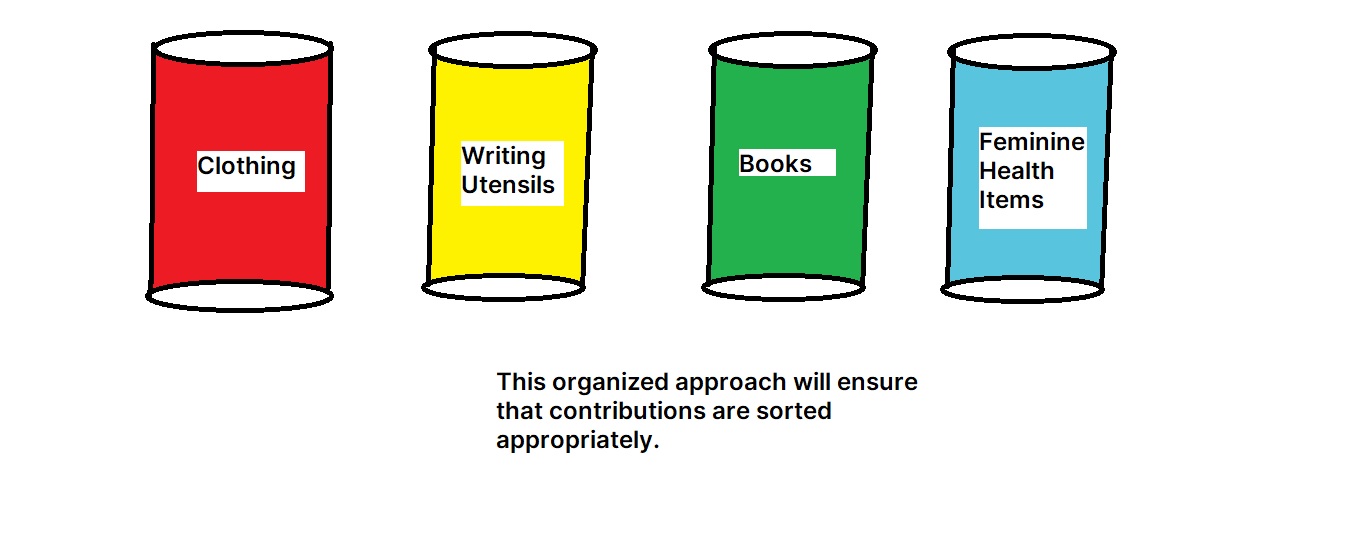 Clothing
Writing
Utensils
Books
Feminine
Health
Items
This organized approach will ensure
that contributions are sorted
appropriately.